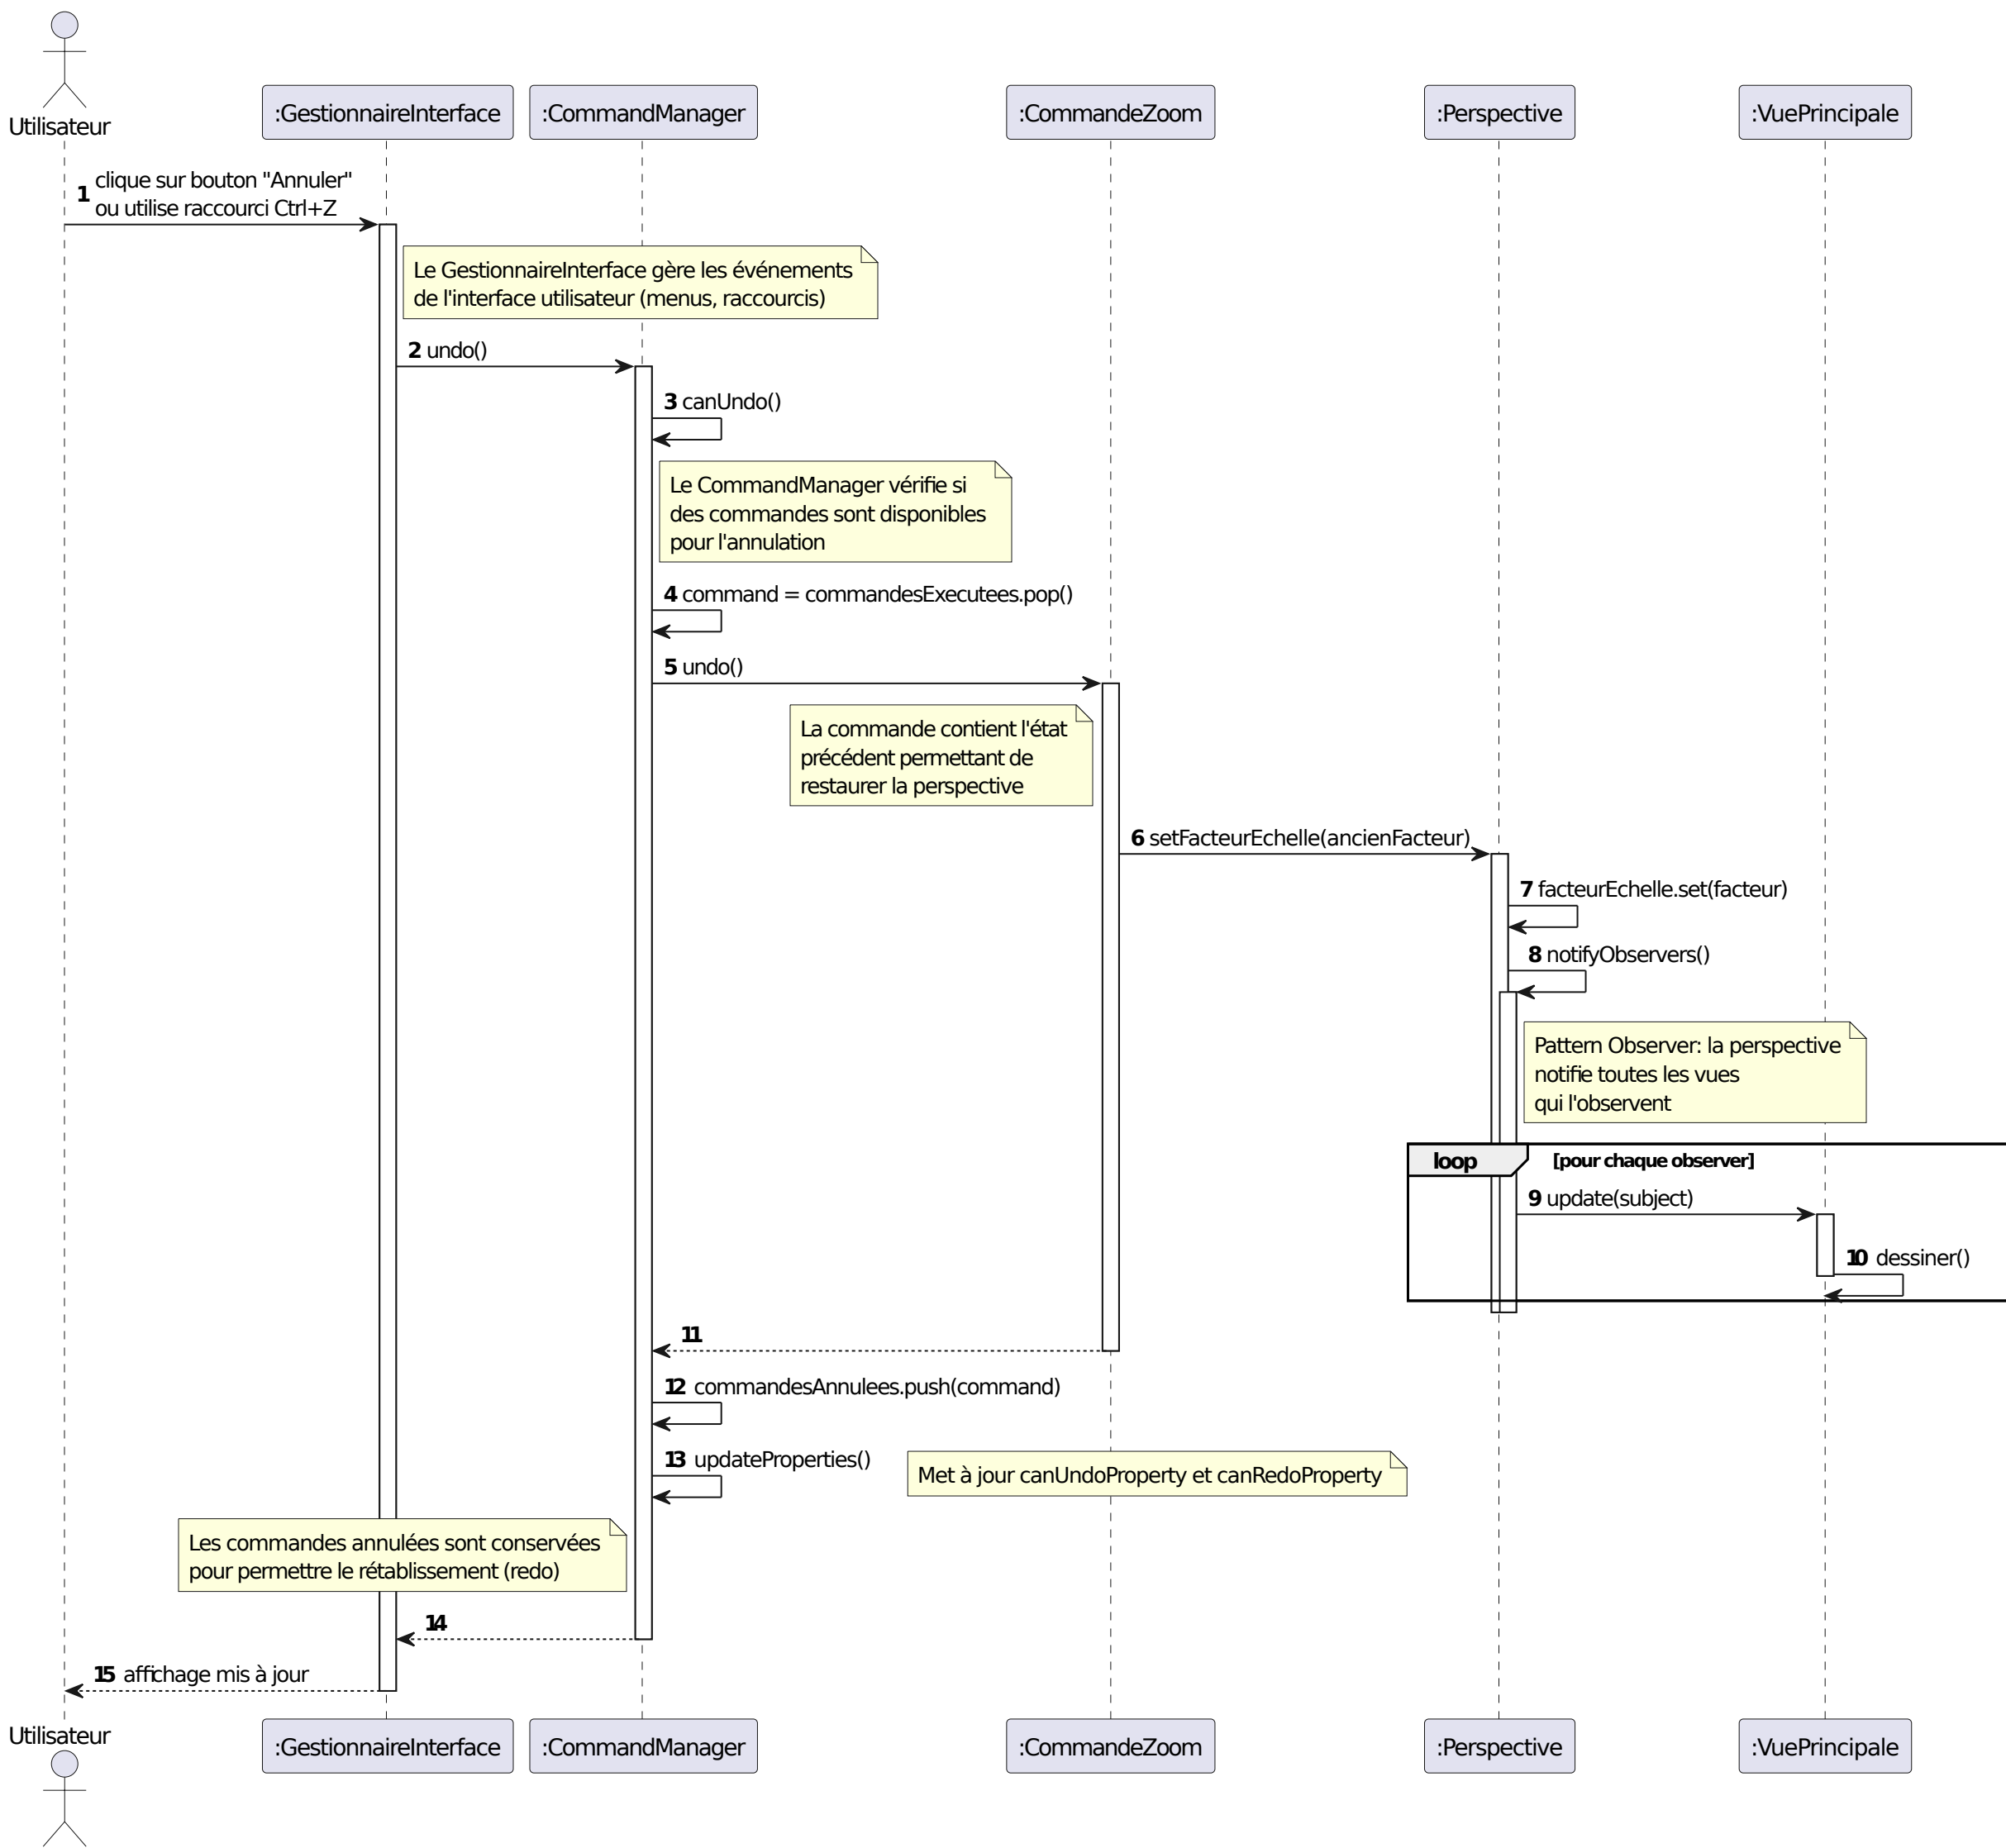 Utilisateur
:GestionnaireInterface
:CommandManager
:CommandeZoom
:Perspective
:VuePrincipale
1 clique sur bouton "Annuler"
ou utilise raccourci Ctrl+Z
Le GestionnaireInterface gère les événements
de l'interface utilisateur (menus, raccourcis)
2 undo()
3 canUndo()
Le CommandManager vérifie si
des commandes sont disponibles
pour l'annulation
4 command = commandesExecutees.pop()
5 undo()
La commande contient l'état
précédent permettant de
restaurer la perspective
6 setFacteurEchelle(ancienFacteur)
7 facteurEchelle.set(facteur)
8 notifyObservers()
Pattern Observer: la perspective
notifie toutes les vues
qui l'observent
loop [pour chaque observer]
9 update(subject)
10 dessiner()
11
12 commandesAnnulees.push(command)
13 updateProperties()
Met à jour canUndoProperty et canRedoProperty
Les commandes annulées sont conservées
pour permettre le rétablissement (redo)
14
15 affichage mis à jour
Utilisateur
:GestionnaireInterface
:CommandManager
:CommandeZoom
:Perspective
:VuePrincipale